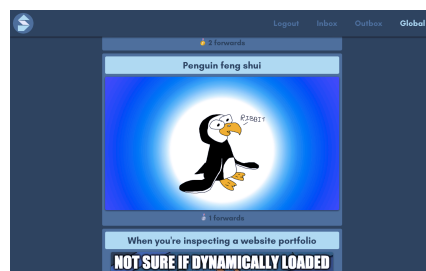 Logout Inbox Outbox Global
2 forwards
Penguin feng shui
RIBBIT
1 forwards
When you're inspecting a website portfolio
NOT SURE IF DYNAMICALLY LOADED